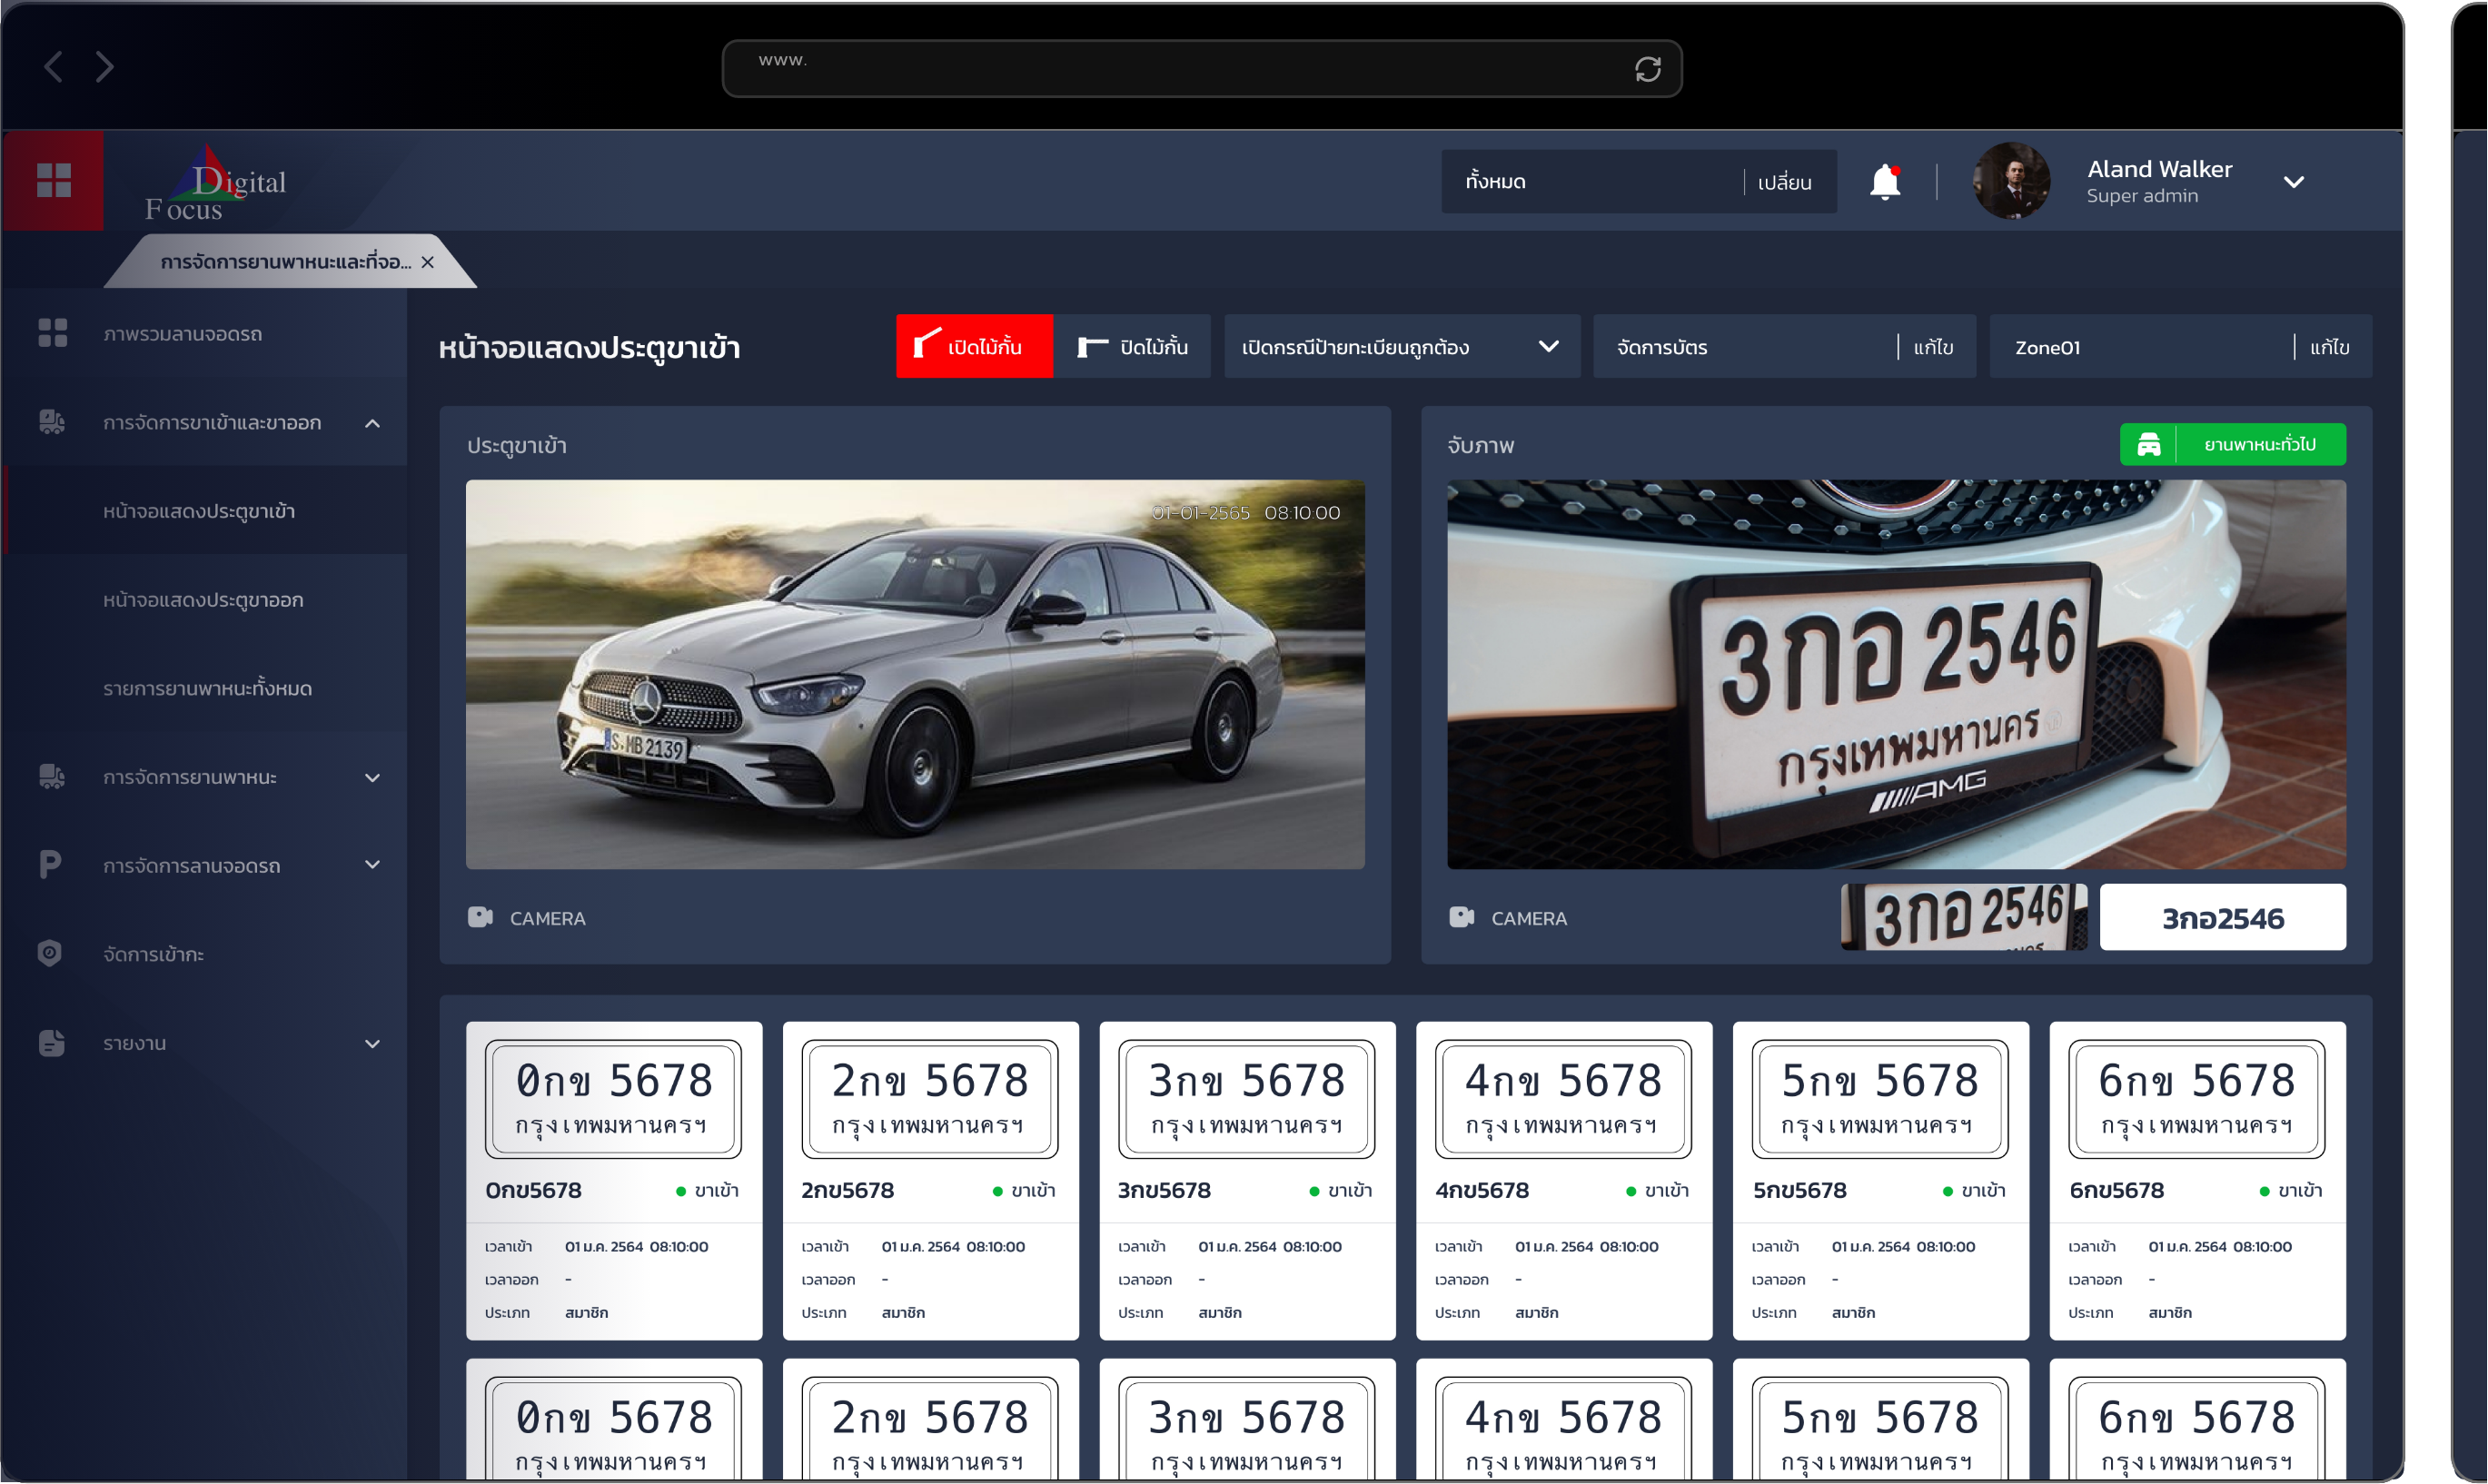 www.
Digital
Focus
ทั้งหมด
เปลี่ยน
Aland Walker
Super admin
การจัดการยานพาหนะและที่จอ...
ภาพรวมลานจอดรถ
การจัดการขาเข้าและขาออก
หน้าจอแสดงประตูขาเข้า
หน้าจอแสดงประตูขาออก
รายการยานพาหนะทั้งหมด
การจัดการยานพาหนะ
การจัดการลานจอดรถ
จัดการเข้ากะ
รายงาน
หน้าจอแสดงประตูขาเข้า
เปิดไม้กั้น
ปิดไม้กั้น
เปิดกรณีป้ายทะเบียนถูกต้อง
จัดการบัตร
แก้ไข
Zone01
แก้ไข
ประตูขาเข้า
01-01-2565 08:10:00
S•MB 2139
CAMERA
จับภาพ
ยานพาหนะทั่วไป
3กอ 2546
กรุงเทพมหานคร
AMG
CAMERA
3กอ 2546
3กอ2546
0กข 5678
กรุงเทพมหานครฯ
0กข5678
ขาเข้า
เวลาเข้า 01 ม.ค. 2564 08:10:00
เวลาออก -
ประเภท สมาชิก
2กข 5678
กรุงเทพมหานครฯ
2กข5678
ขาเข้า
เวลาเข้า 01 ม.ค. 2564 08:10:00
เวลาออก -
ประเภท สมาชิก
3กข 5678
กรุงเทพมหานครฯ
3กข5678
ขาเข้า
เวลาเข้า 01 ม.ค. 2564 08:10:00
เวลาออก -
ประเภท สมาชิก
4กข 5678
กรุงเทพมหานครฯ
4กข5678
ขาเข้า
เวลาเข้า 01 ม.ค. 2564 08:10:00
เวลาออก -
ประเภท สมาชิก
5กข 5678
กรุงเทพมหานครฯ
5กข5678
ขาเข้า
เวลาเข้า 01 ม.ค. 2564 08:10:00
เวลาออก -
ประเภท สมาชิก
6กข 5678
กรุงเทพมหานครฯ
6กข5678
ขาเข้า
เวลาเข้า 01 ม.ค. 2564 08:10:00
เวลาออก -
ประเภท สมาชิก
0กข 5678
กรุงเทพมหานครฯ
2กข 5678
กรุงเทพมหานครฯ
3กข 5678
กรุงเทพมหานครฯ
4กข 5678
กรุงเทพมหานครฯ
5กข 5678
กรุงเทพมหานครฯ
6กข 5678
กรุงเทพมหานครฯ